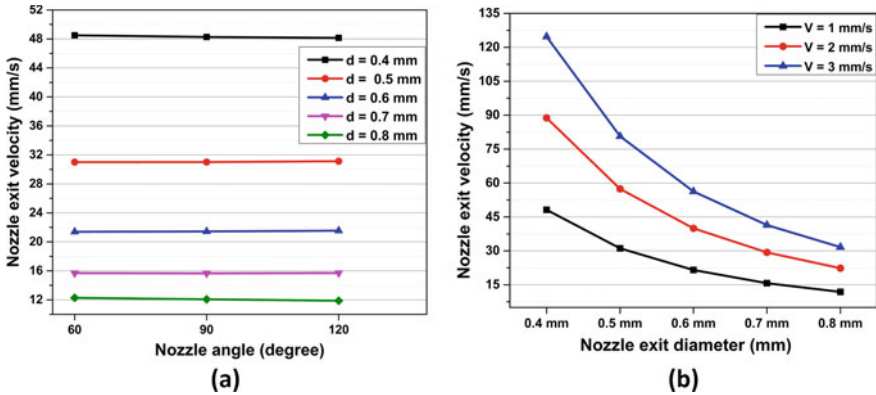 Nozzle exit velocity (mm/s)
52
48
44
40
36
32
28
24
20
16
12
d = 0.4 mm
d = 0.5 mm
d = 0.6 mm
d = 0.7 mm
d = 0.8 mm
60
90
120
Nozzle angle (degree)
(a)
Nozzle exit velocity (mm/s)
135
120
105
90
75
60
45
30
15
V = 1 mm/s
V = 2 mm/s
V = 3 mm/s
0.4 mm
0.5 mm
0.6 mm
0.7 mm
0.8 mm
Nozzle exit diameter (mm)
(b)